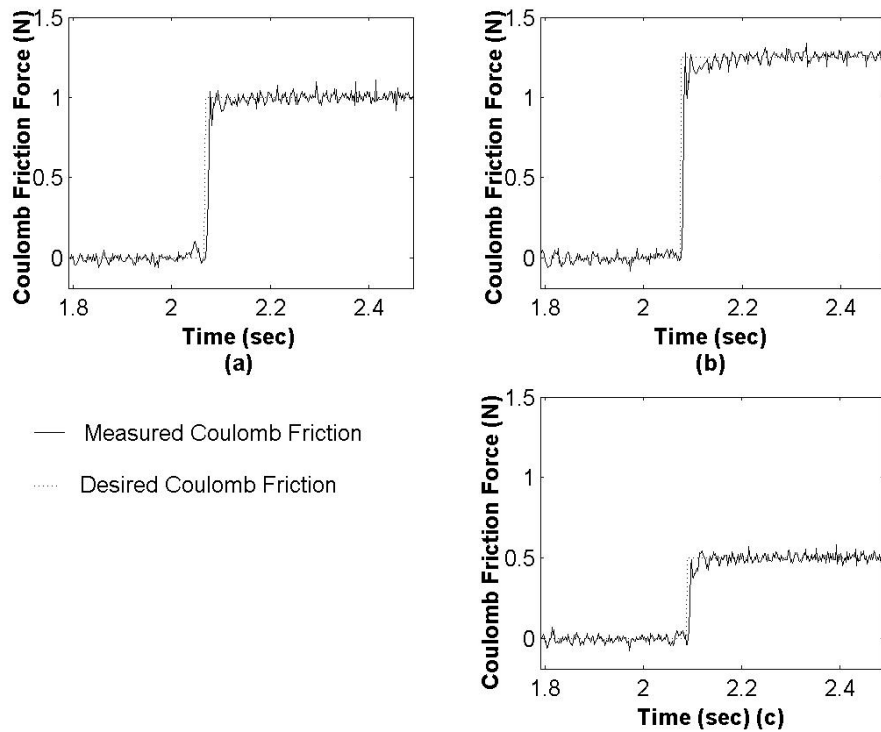 1.5
1
0.5
0
Coulomb Friction Force (N)
1.8 2 2.2 2.4
Time (sec)
(a)
1.5
1
0.5
0
Coulomb Friction Force (N)
1.8 2 2.2 2.4
Time (sec)
(b)
Measured Coulomb Friction
Desired Coulomb Friction
1.5
1
0.5
0
Coulomb Friction Force (N)
1.8 2 2.2 2.4
Time (sec) (c)